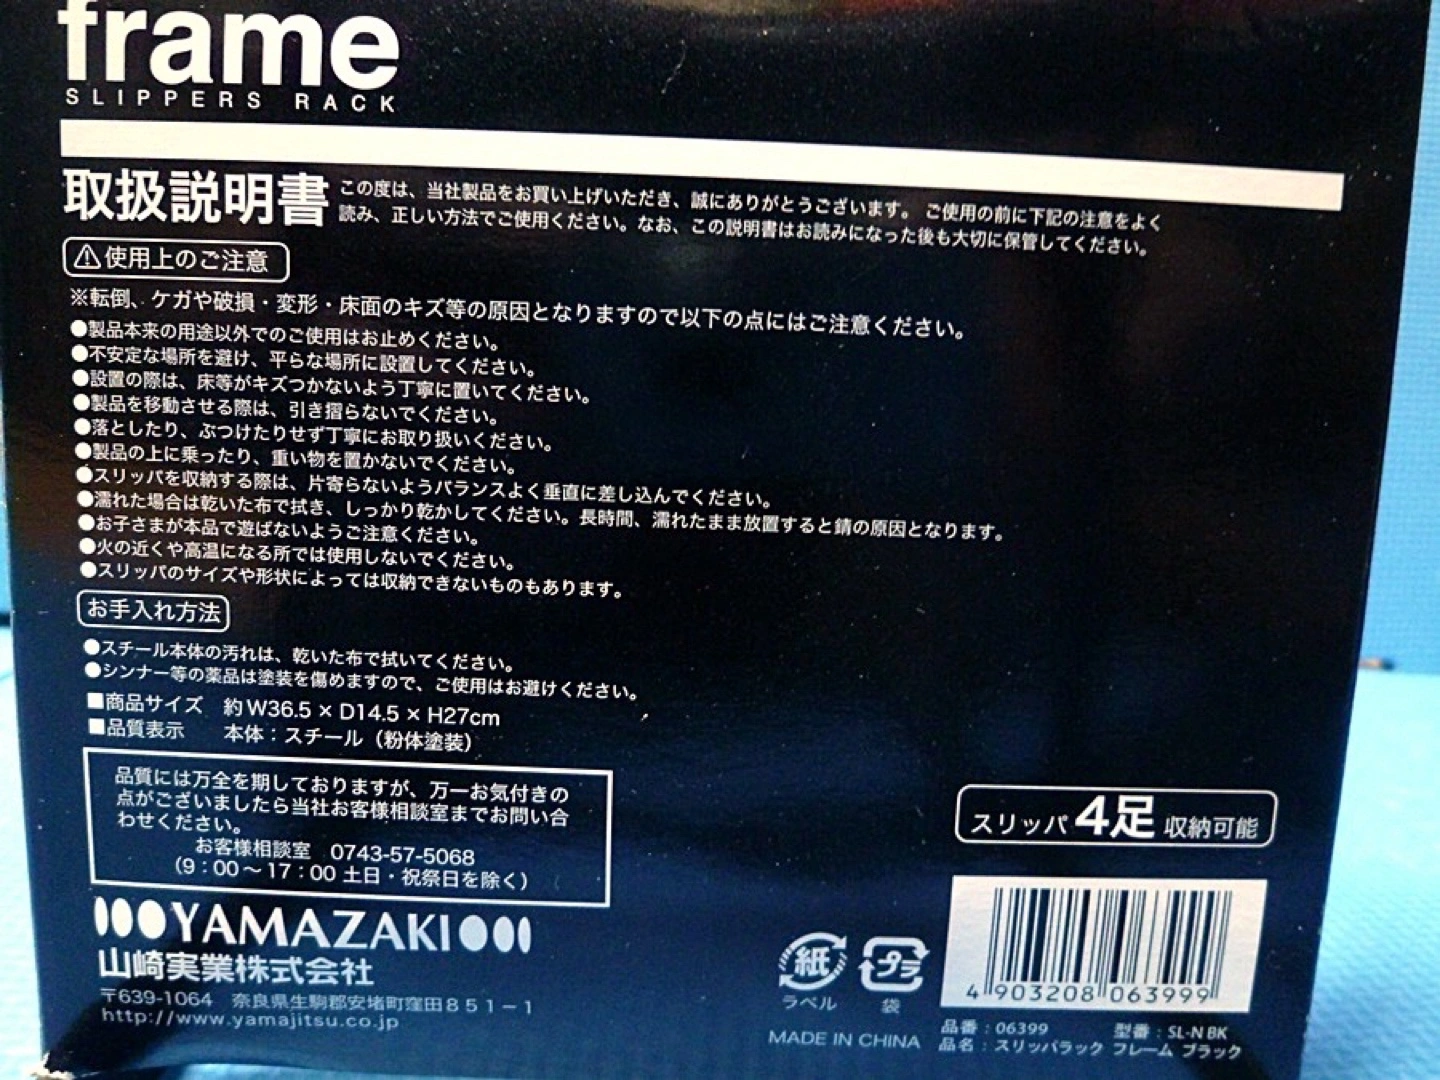 frame
SLIPPERS RACK
取扱説明書
この度は、当社製品をお買い上げいただき、誠にありがとうございます。 ご使用の前に下記の注意をよく
読み、正しい方法でご使用ください。なお、この説明書はお読みになった後も大切に保管してください。
⚠使用上のご注意
※転倒、ケガや破損・変形・床面のキズ等の原因となりますので以下の点にはご注意ください。
●製品本来の用途以外でのご使用はお止めください。
●不安定な場所を避け、平らな場所に設置してください。
●設置の際は、床等がキズつかないよう丁寧に置いてください。
●製品を移動させる際は、引き摺らないでください。
●落としたり、ぶつけたりせず丁寧にお取り扱いください。
●製品の上に乗ったり、重い物を置かないでください。
●スリッパを収納する際は、片寄らないようバランスよく垂直に差し込んでください。
●濡れた場合は乾いた布で拭き、しっかり乾かしてください。長時間、濡れたまま放置すると錆の原因となります。
●お子さまが本品で遊ばないようご注意ください。
●火の近くや高温になる所では使用しないでください。
●スリッパのサイズや形状によっては収納できないものもあります。
お手入れ方法
●スチール本体の汚れは、乾いた布で拭いてください。
●シンナー等の薬品は塗装を傷めますので、ご使用はお避けください。
■商品サイズ 約W36.5×D14.5×H27cm
■品質表示 本体：スチール（粉体塗装）
品質には万全を期しておりますが、万一お気付きの
点がございましたら当社お客様相談室までお問い合
わせください。
お客様相談室 0743-57-5068
（9：00～17：00 土日・祝祭日を除く）
YAMAZAKI
山崎実業株式会社
〒639-1064 奈良県生駒郡安堵町窪田851-1
http://www.yamajitsu.co.jp
スリッパ4足収納可能
紙
ラベル
プラ
袋
MADE IN CHINA
4 903208 063999
品番：06399 型番：SL-N BK
品名：スリッパラック フレーム ブラック